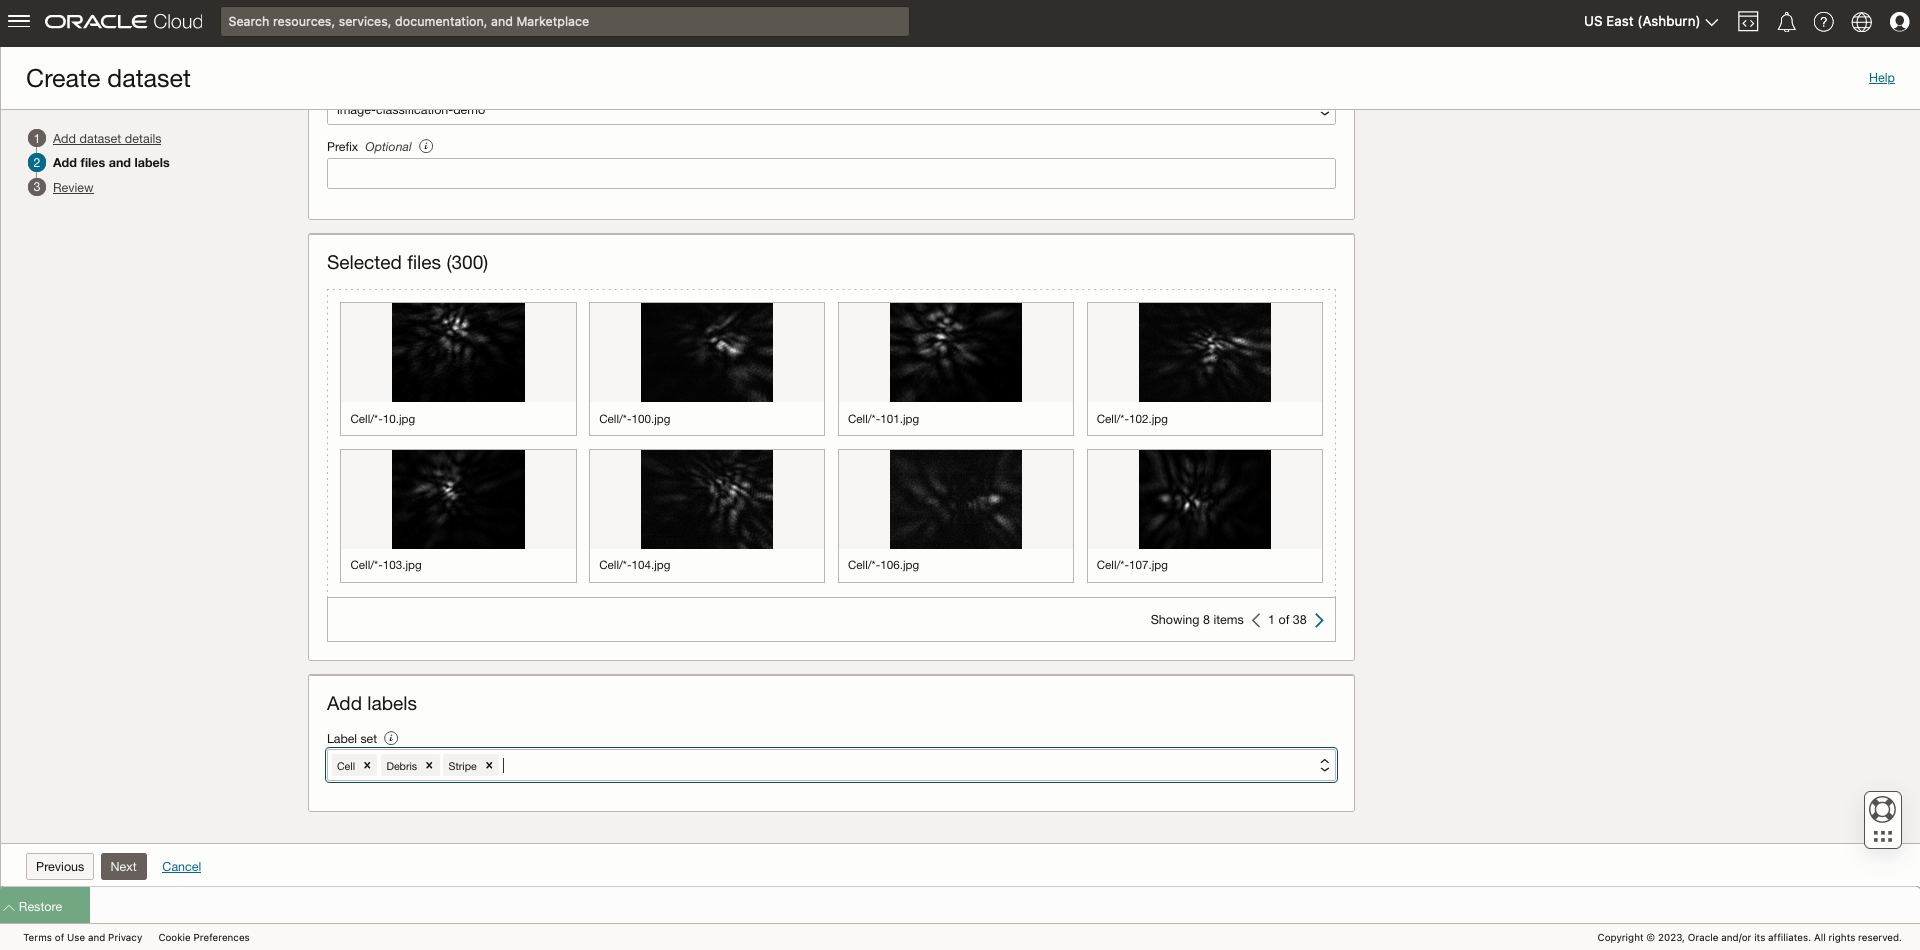 ORACLE Cloud
Search resources, services, documentation, and Marketplace
US East (Ashburn)
Create dataset
Help
1 Add dataset details
2 Add files and labels
3 Review
image-classification-demo
Prefix Optional
Selected files (300)
Cell/*-10.jpg
Cell/*-100.jpg
Cell/*-101.jpg
Cell/*-102.jpg
Cell/*-103.jpg
Cell/*-104.jpg
Cell/*-106.jpg
Cell/*-107.jpg
Showing 8 items 1 of 38
Add labels
Label set
Cell × Debris × Stripe ×
Previous Next Cancel
Restore
Terms of Use and Privacy Cookie Preferences
Copyright © 2023, Oracle and/or its affiliates. All rights reserved.